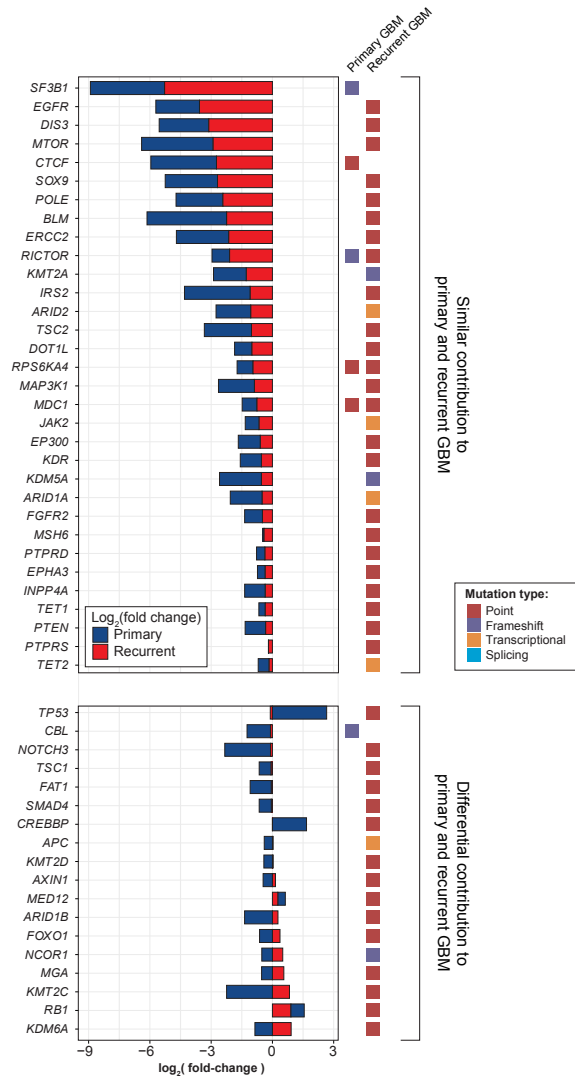 Primary GBM
Recurrent GBM
SF3B1
EGFR
DIS3
MTOR
CTCF
SOX9
POLE
BLM
ERCC2
RICTOR
KMT2A
IRS2
ARID2
TSC2
DOT1L
RPS6KA4
MAP3K1
MDC1
JAK2
EP300
KDR
KDM5A
ARID1A
FGFR2
MSH6
PTPRD
EPHA3
INPP4A
TET1
PTEN
PTPRS
TET2
Log2(fold change)
Primary
Recurrent
Similar contribution to
primary and recurrent GBM
Mutation type:
Point
Frameshift
Transcriptional
Splicing
TP53
CBL
NOTCH3
TSC1
FAT1
SMAD4
CREBBP
APC
KMT2D
AXIN1
MED12
ARID1B
FOXO1
NCOR1
MGA
KMT2C
RB1
KDM6A
Differential contribution to
primary and recurrent GBM
−9 −6 −3 0 3
log2( fold-change )